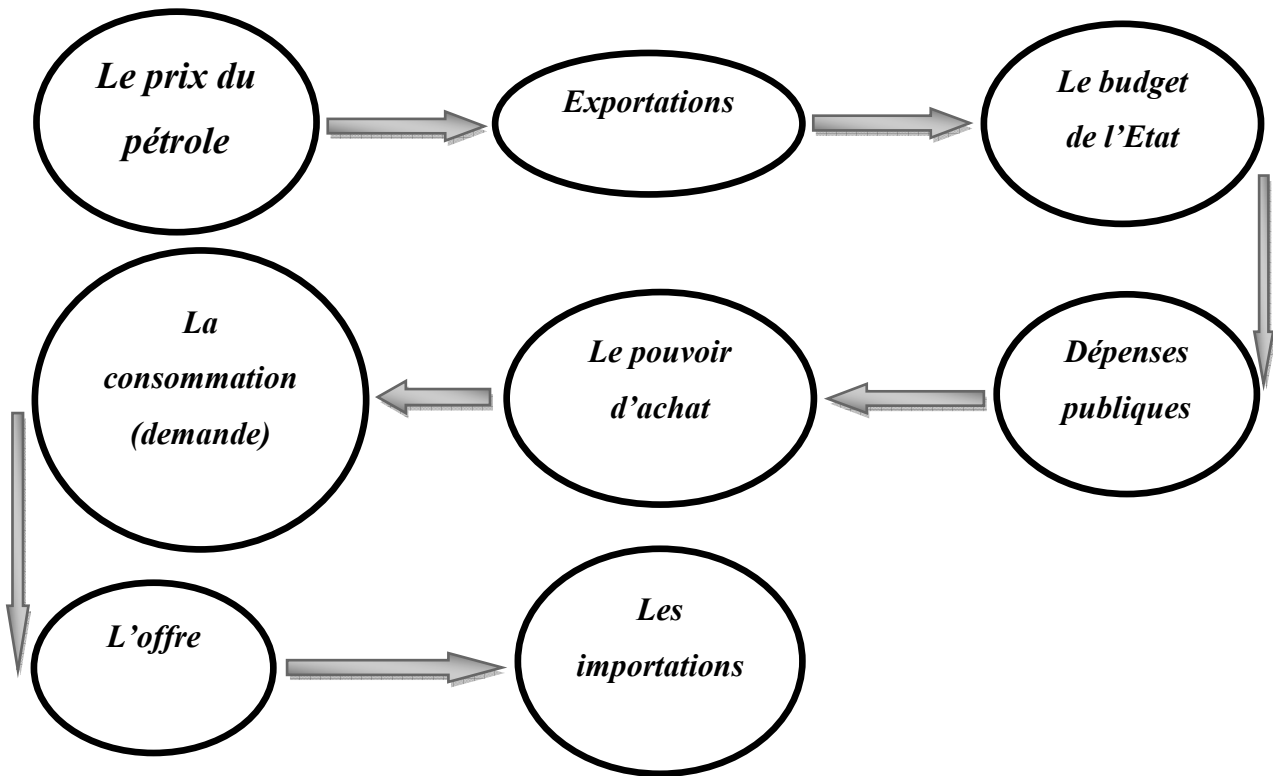 Le prix du
pétrole
Exportations
Le budget
de l’Etat
Dépenses
publiques
Le pouvoir
d’achat
La
consommation
(demande)
L’offre
Les
importations